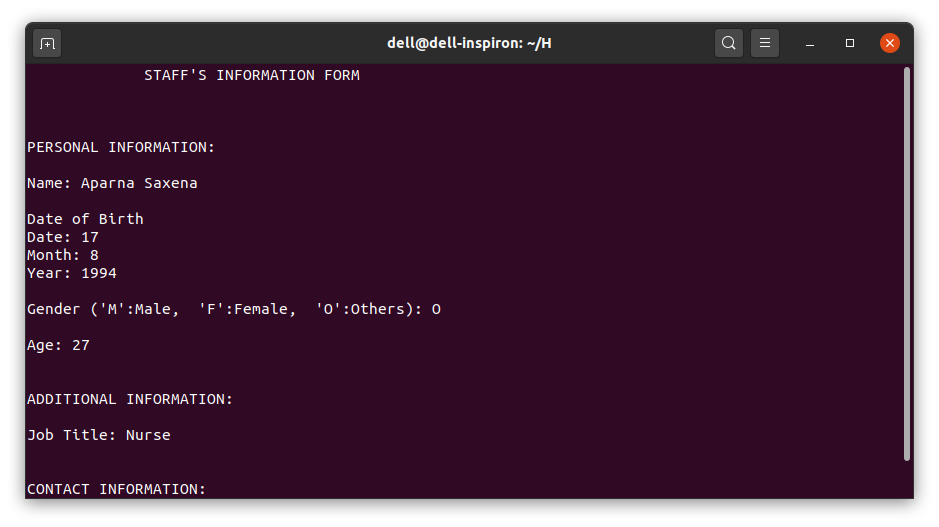 dell@dell-inspiron: ~/H
STAFF'S INFORMATION FORM
PERSONAL INFORMATION:
Name: Aparna Saxena
Date of Birth
Date: 17
Month: 8
Year: 1994
Gender ('M':Male,  'F':Female,  'O':Others): O
Age: 27
ADDITIONAL INFORMATION:
Job Title: Nurse
CONTACT INFORMATION: